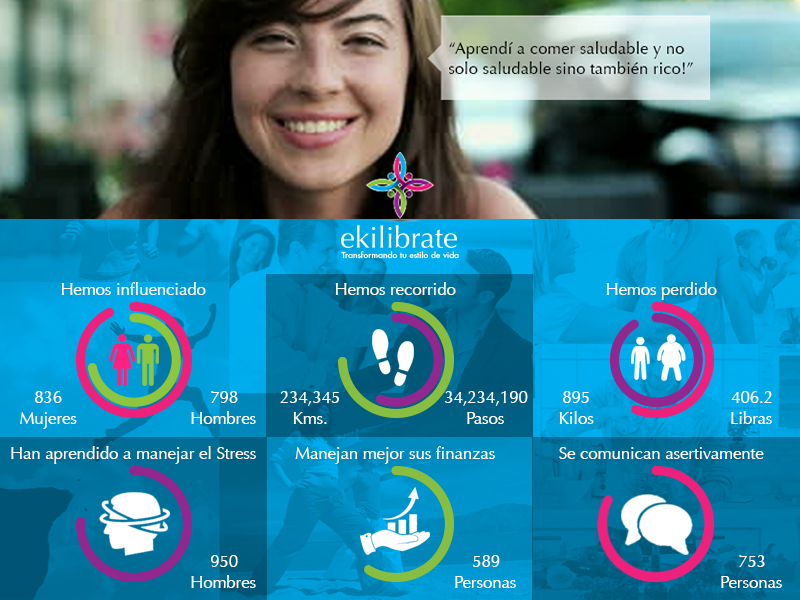 “Aprendí a comer saludable y no
solo saludable sino también rico!”
ekilibrate
Transformando tu estilo de vida
Hemos influenciado
836
Mujeres
798
Hombres
Hemos recorrido
234,345
Kms.
34,234,190
Pasos
Hemos perdido
895
Kilos
406.2
Libras
Han aprendido a manejar el Stress
950
Hombres
Manejan mejor sus finanzas
589
Personas
Se comunican asertivamente
753
Personas